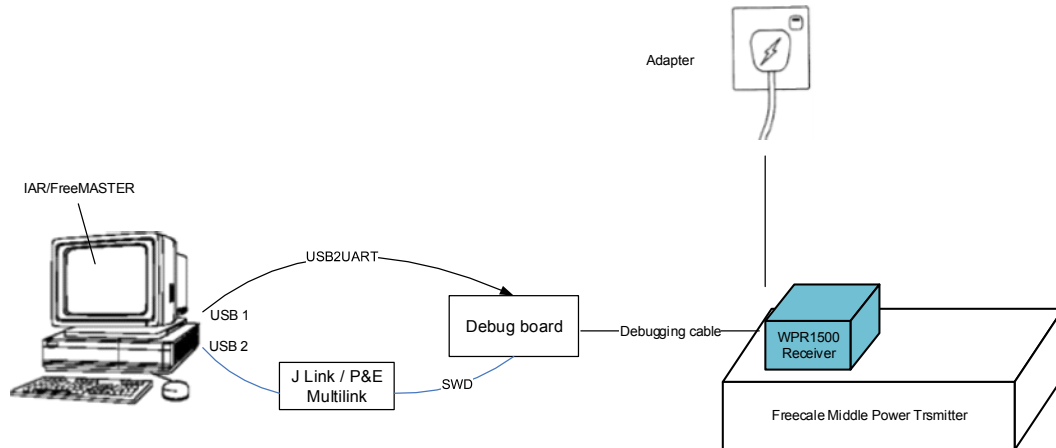 Adapter
IAR/FreeMASTER
USB2UART
USB 1
Debug board
Debugging cable
WPR1500
Receiver
USB 2
J Link / P&E
Multilink
SWD
Freecale Middle Power Trsmitter